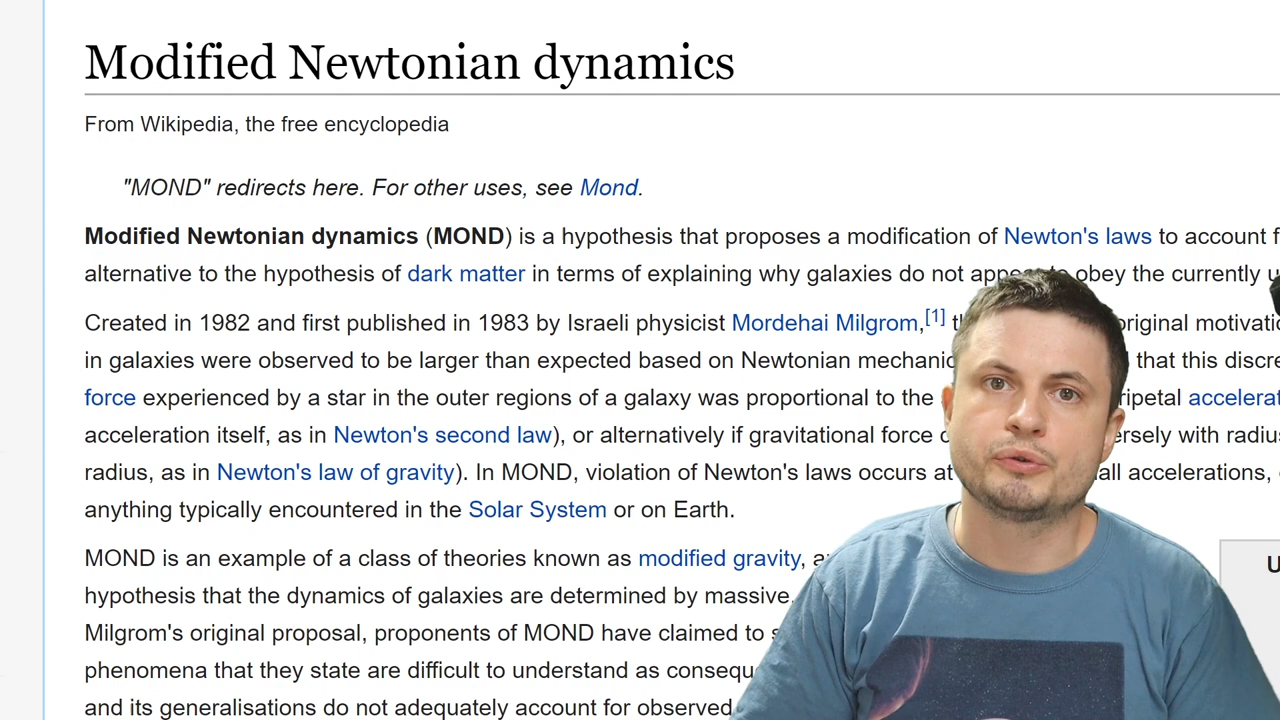 Modified Newtonian dynamics
From Wikipedia, the free encyclopedia
"MOND" redirects here. For other uses, see Mond.
Modified Newtonian dynamics (MOND) is a hypothesis that proposes a modification of Newton's laws to account
alternative to the hypothesis of dark matter in terms of explaining why galaxies do not appear to obey the currently
Created in 1982 and first published in 1983 by Israeli physicist Mordehai Milgrom,[1] original
in galaxies were observed to be larger than expected based on Newtonian that this
force experienced by a star in the outer regions of a galaxy was proportional to the
acceleration itself, as in Newton's second law), or alternatively if gravitational force with
radius, as in Newton's law of gravity). In MOND, violation of Newton's laws occurs at accelerations,
anything typically encountered in the Solar System or on Earth.
MOND is an example of a class of theories known as modified gravity,
hypothesis that the dynamics of galaxies are determined by massive,
Milgrom's original proposal, proponents of MOND have claimed to
phenomena that they state are difficult to understand as
and its generalisations do not adequately account for observed